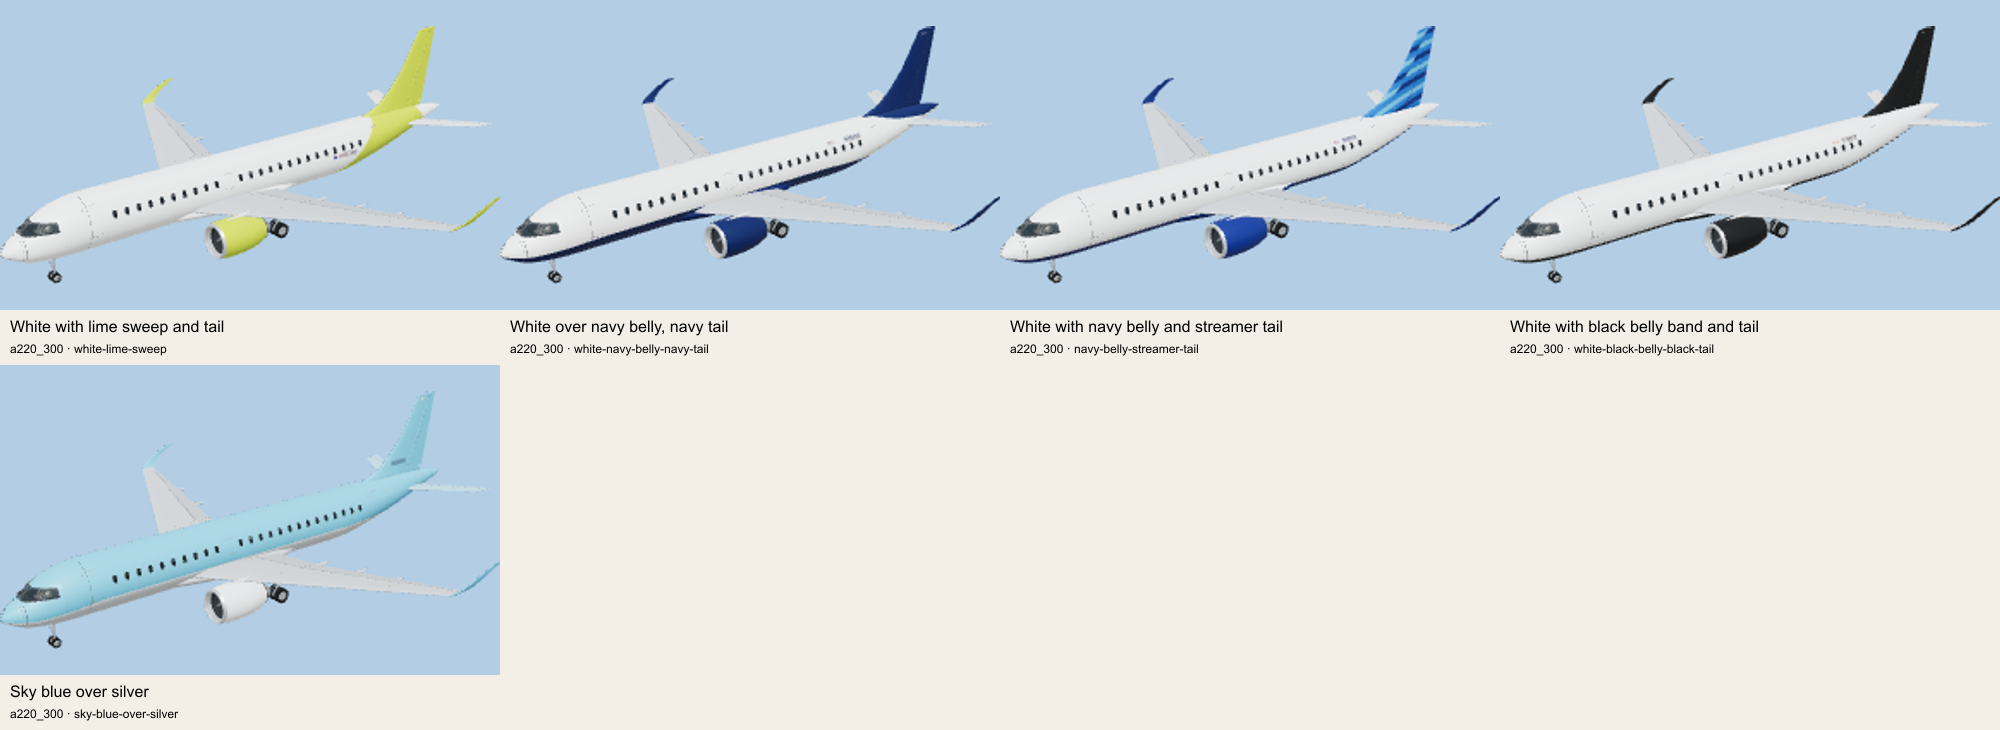 White with lime sweep and tail
a220_300 · white-lime-sweep
White over navy belly, navy tail
a220_300 · white-navy-belly-navy-tail
White with navy belly and streamer tail
a220_300 · navy-belly-streamer-tail
White with black belly band and tail
a220_300 · white-black-belly-black-tail
Sky blue over silver
a220_300 · sky-blue-over-silver